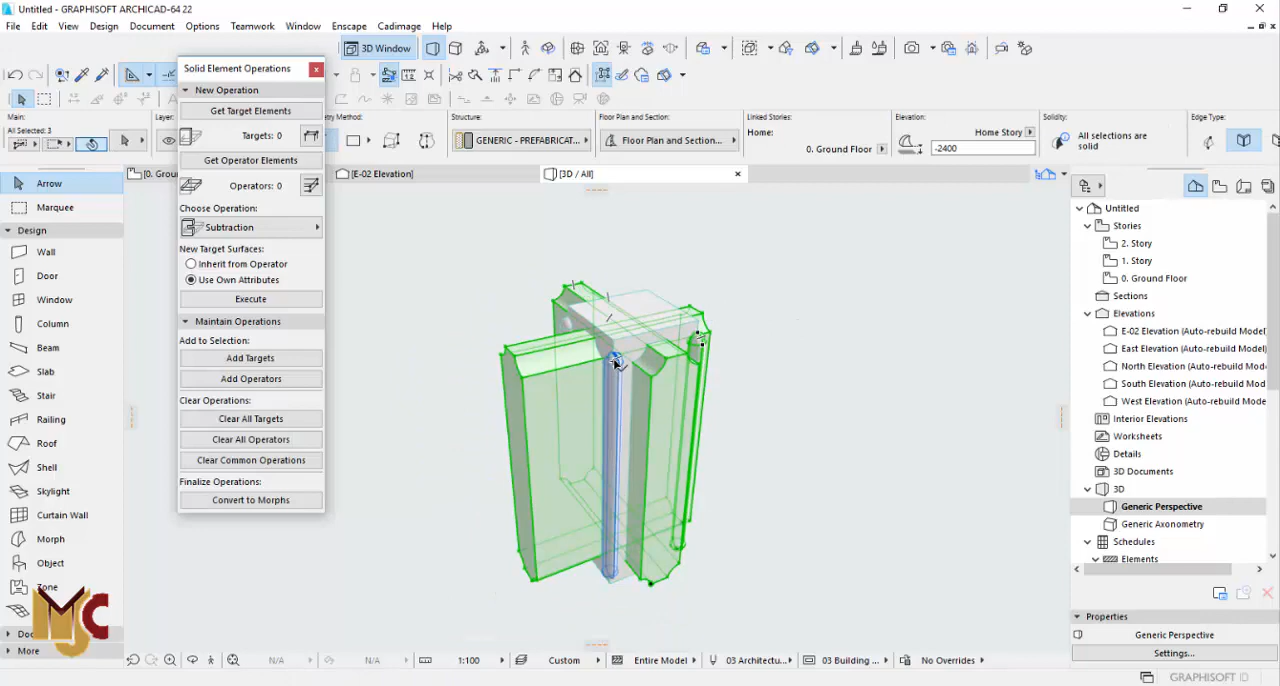 Untitled - GRAPHISOFT ARCHICAD-64 22
File Edit View Design Document Options Teamwork Window Enscape Cadimage Help
3D Window
Solid Element Operations
New Operation
Get Target Elements
Targets: 0
Get Operator Elements
Operators: 0
Choose Operation:
Subtraction
New Target Surfaces:
Inherit from Operator
Use Own Attributes
Execute
Maintain Operations
Add to Selection:
Add Targets
Add Operators
Clear Operations:
Clear All Targets
Clear All Operators
Clear Common Operations
Finalize Operations:
Convert to Morphs
Main:
All Selected: 3
Layer:
Method:
Structure:
GENERIC - PREFABRICAT...
Floor Plan and Section:
Floor Plan and Section...
Linked Stories:
Home:
0. Ground Floor
Elevation:
Home Story
-2400
Solidity:
All selections are
solid
Edge Type:
[0. Grou
[E-02 Elevation]
[3D / All]
Arrow
Marquee
Design
Wall
Door
Window
Column
Beam
Slab
Stair
Railing
Roof
Shell
Skylight
Curtain Wall
Morph
Object
Zone
Do
More
MJC
Untitled
Stories
2. Story
1. Story
0. Ground Floor
Sections
Elevations
E-02 Elevation (Auto-rebuild Model)
East Elevation (Auto-rebuild Model)
North Elevation (Auto-rebuild Model
South Elevation (Auto-rebuild Mode
West Elevation (Auto-rebuild Mode
Interior Elevations
Worksheets
Details
3D Documents
3D
Generic Perspective
Generic Axonometry
Schedules
Elements
Properties
Generic Perspective
Settings...
N/A
N/A
1:100
Custom
Entire Model
03 Architectu...
03 Building ...
No Overrides
GRAPHISOFT ID